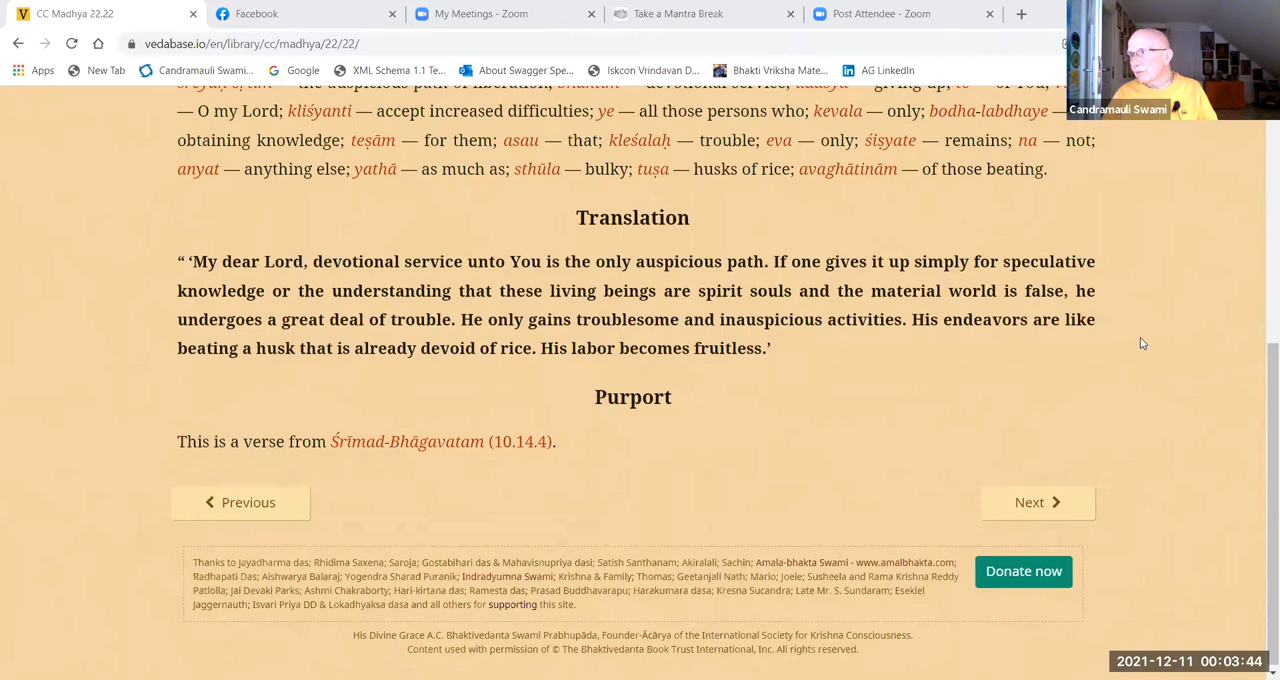 CC Madhya 22.22
Facebook
My Meetings - Zoom
Take a Mantra Break
Post Attendee - Zoom
vedabase.io/en/library/cc/madhya/22/22/
Apps
New Tab
Candramauli Swami...
Google
XML Schema 1.1 Te...
About Swagger Spe...
Iskcon Vrindavan D...
Bhakti Vriksha Mate...
AG LinkedIn
Candramauli Swami
— O my Lord; kliśyanti — accept increased difficulties; ye — all those persons who; kevala — only; bodha-labdhaye —
obtaining knowledge; teṣām — for them; asau — that; kleśalaḥ — trouble; eva — only; śiṣyate — remains; na — not;
anyat — anything else; yathā — as much as; sthūla — bulky; tuṣa — husks of rice; avaghātinām — of those beating.
Translation
“ ‘My dear Lord, devotional service unto You is the only auspicious path. If one gives it up simply for speculative
knowledge or the understanding that these living beings are spirit souls and the material world is false, he
undergoes a great deal of trouble. He only gains troublesome and inauspicious activities. His endeavors are like
beating a husk that is already devoid of rice. His labor becomes fruitless.’
Purport
This is a verse from Śrīmad-Bhāgavatam (10.14.4).
Previous
Next
Thanks to Jayadharma das; Rhidima Saxena; Saroja; Gostabihari das & Mahavisnupriya dasi; Satish Santhanam; Akiralali; Sachin; Amala-bhakta Swami - www.amalbhakta.com;
Radhapati Das; Aishwarya Balaraj; Yogendra Sharad Puranik; Indradyumna Swami; Krishna & Family; Thomas; Geetanjali Nath; Mario; Joeie; Susheela and Rama Krishna Reddy
Patlolla; Jai Devaki Parks; Ashmi Chakraborty; Hari-kirtana das; Ramesta das; Prasad Buddhavarapu; Harakumara dasa; Kresna Sucandra; Late Mr. S. Sundaram; Esekiel
Jaggernauth; Isvari Priya DD & Lokadhyaksa dasa and all others for supporting this site.
Donate now
His Divine Grace A.C. Bhaktivedanta Swami Prabhupāda, Founder-Ācārya of the International Society for Krishna Consciousness.
Content used with permission of © The Bhaktivedanta Book Trust International, Inc. All rights reserved.
2021-12-11 00:03:44